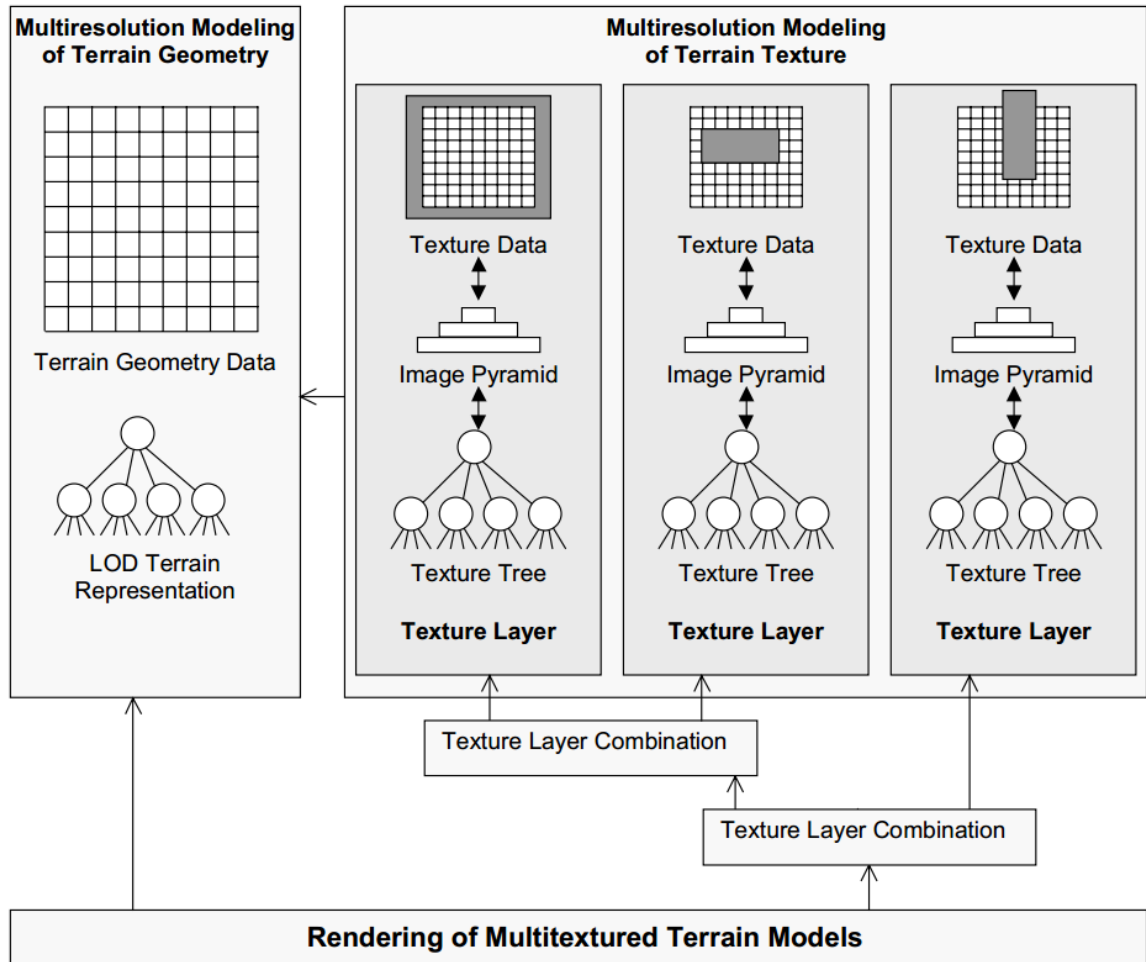 Multiresolution Modeling
of Terrain Geometry
Terrain Geometry Data
LOD Terrain
Representation
Multiresolution Modeling
of Terrain Texture
Texture Data
Image Pyramid
Texture Tree
Texture Layer
Texture Data
Image Pyramid
Texture Tree
Texture Layer
Texture Data
Image Pyramid
Texture Tree
Texture Layer
Texture Layer Combination
Texture Layer Combination
Rendering of Multitextured Terrain Models